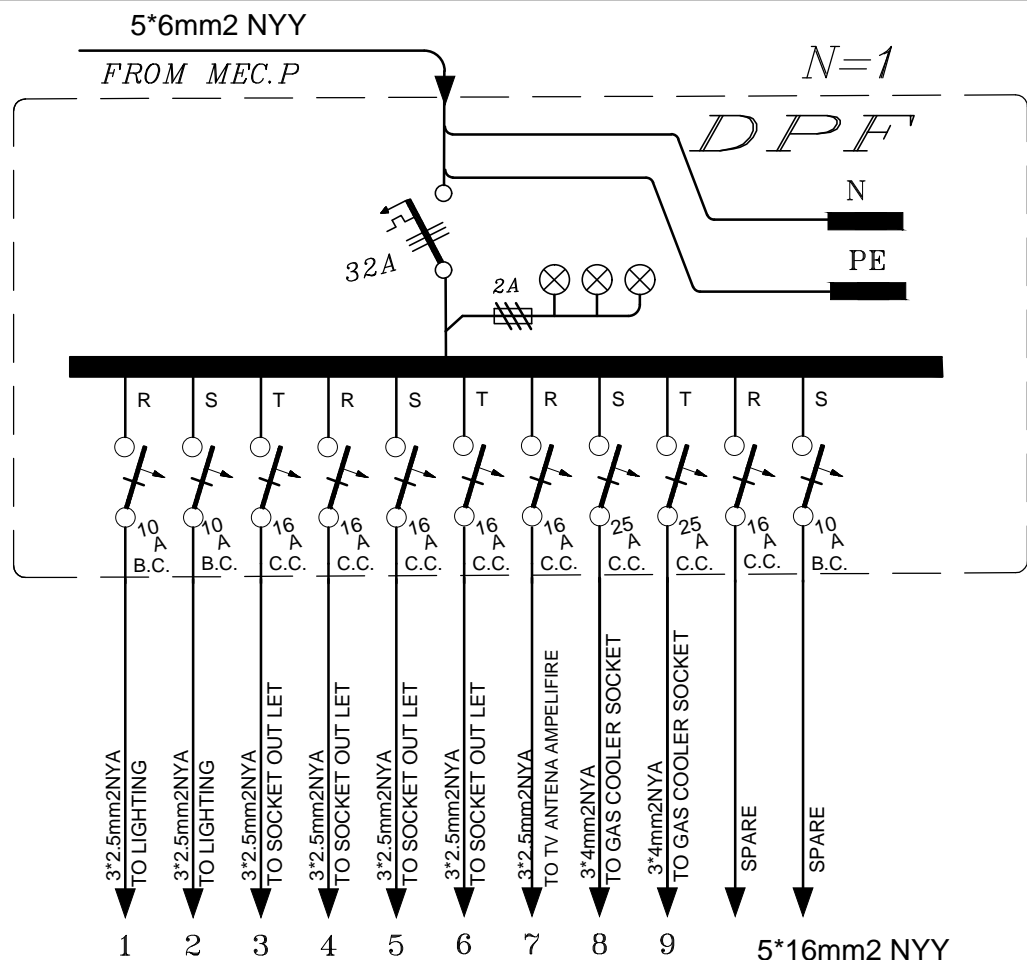 5*6mm2 NYY
FROM MEC.P
N=1
DPF
N
PE
32A
2A
R S T R S T R S T R S
10 A B.C.
10 A B.C.
16 A C.C.
16 A C.C.
16 A C.C.
16 A C.C.
16 A C.C.
25 A C.C.
25 A C.C.
16 A C.C.
10 A B.C.
3*2.5mm2NYA
TO LIGHTING
3*2.5mm2NYA
TO LIGHTING
3*2.5mm2NYA
TO SOCKET OUT LET
3*2.5mm2NYA
TO SOCKET OUT LET
3*2.5mm2NYA
TO SOCKET OUT LET
3*2.5mm2NYA
TO SOCKET OUT LET
3*2.5mm2NYA
TO TV ANTENA AMPELIFIRE
3*4mm2NYA
TO GAS COOLER SOCKET
3*4mm2NYA
TO GAS COOLER SOCKET
SPARE
SPARE
1 2 3 4 5 6 7 8 9
5*16mm2 NYY